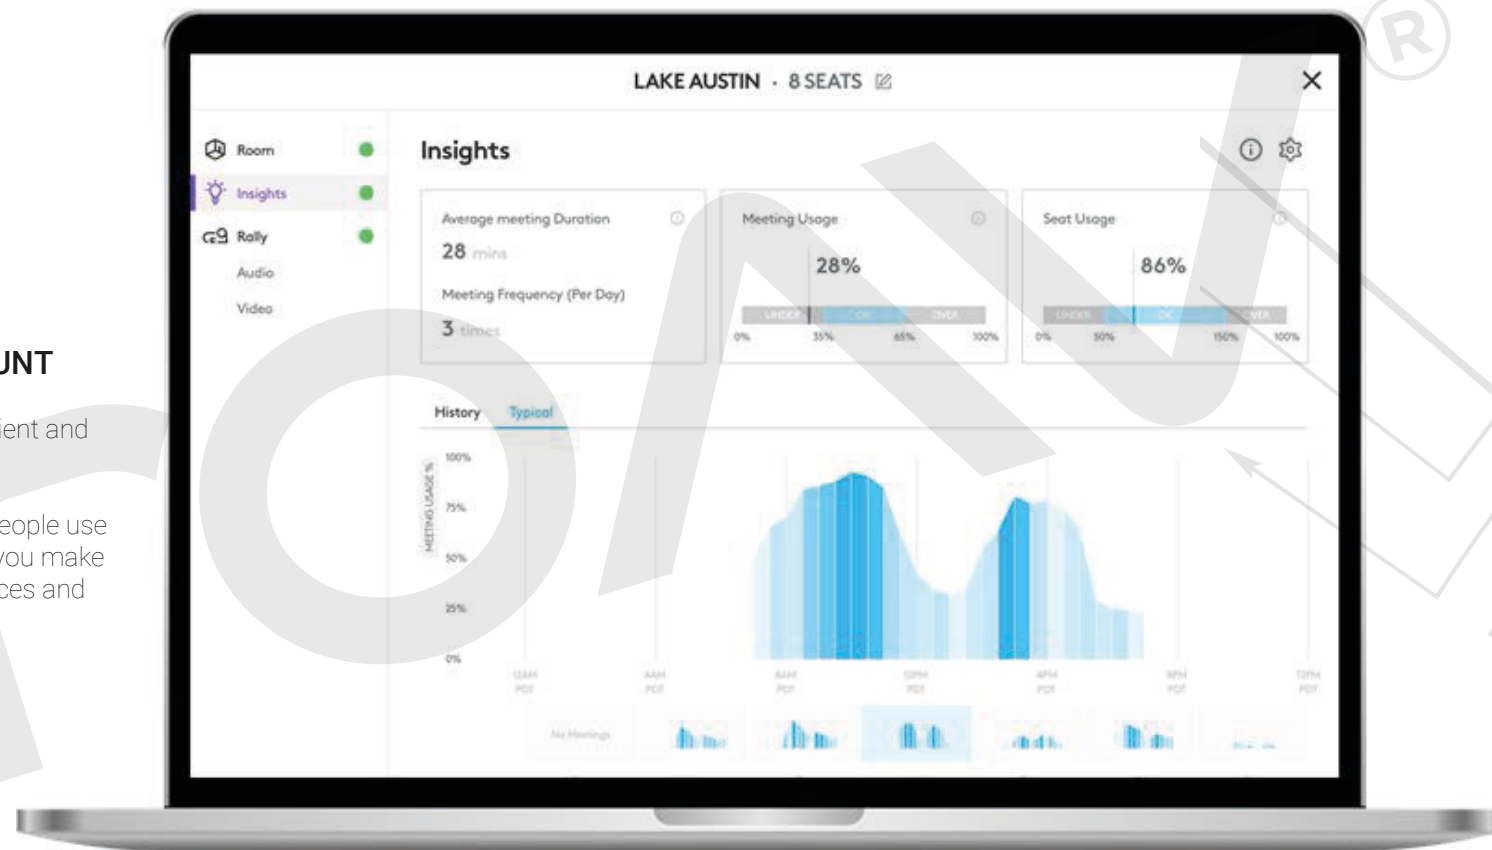 LAKE AUSTIN · 8 SEATS
Room
Insights
Rally
Audio
Video
Insights
Average meeting Duration
28 mins
Meeting Frequency (Per Day)
3 times
Meeting Usage
28%
UNDER OK OVER
0% 35% 65% 100%
Seat Usage
86%
UNDER OK OVER
0% 50% 150% 100%
History Typical
MEETING USAGE %
100%
75%
50%
25%
0%
12AM 4AM 8AM 12PM 4PM 8PM 12PM
PDT PDT PDT PDT PDT PDT PDT
No Meetings
UNT
ient and
eople use
you make
ces and
®